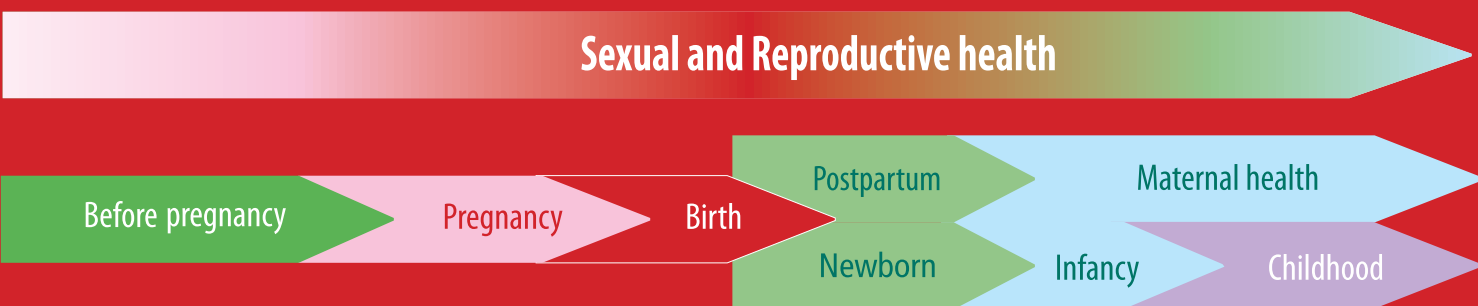 Sexual and Reproductive health
Before pregnancy
Pregnancy
Birth
Postpartum
Maternal health
Newborn
Infancy
Childhood